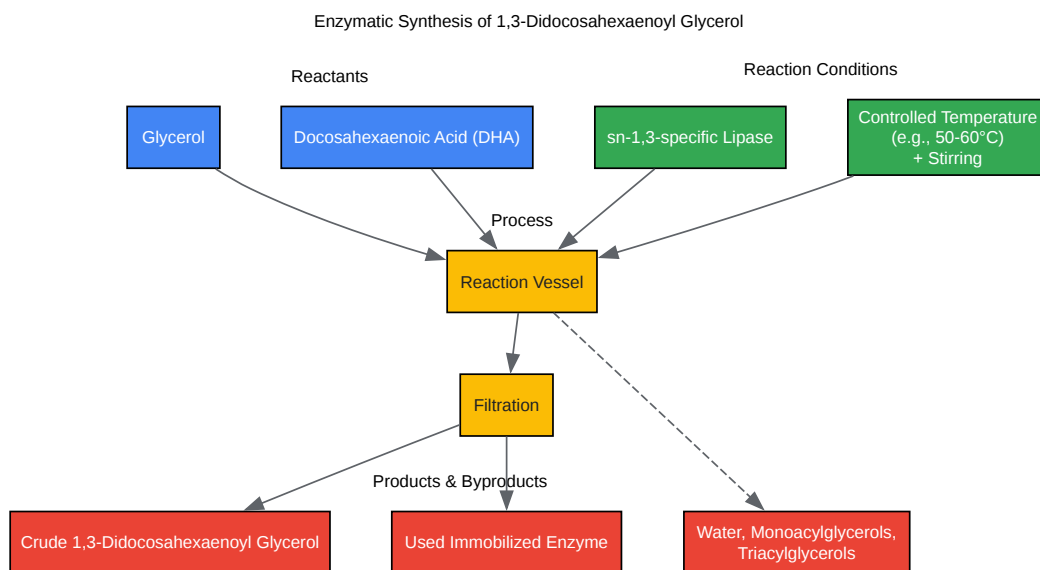 Enzymatic Synthesis of 1,3-Didocosahexaenoyl Glycerol
Reactants
Reaction Conditions
Glycerol
Docosahexaenoic Acid (DHA)
sn-1,3-specific Lipase
Controlled Temperature
(e.g., 50-60°C)
+ Stirring
Process
Reaction Vessel
Filtration
Products & Byproducts
Crude 1,3-Didocosahexaenoyl Glycerol
Used Immobilized Enzyme
Water, Monoacylglycerols,
Triacylglycerols